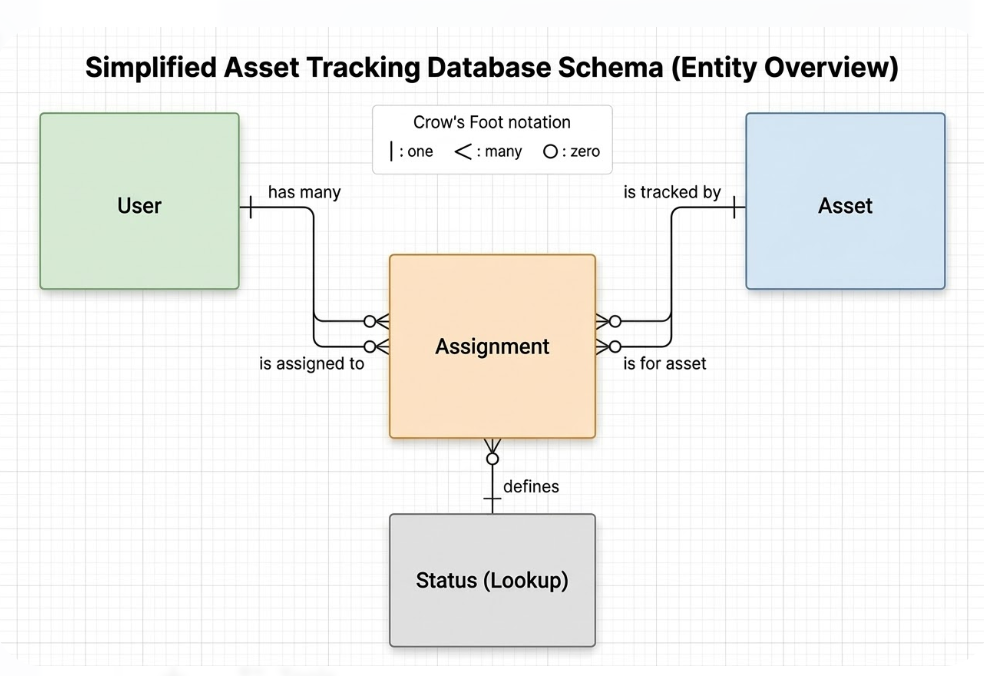 Simplified Asset Tracking Database Schema (Entity Overview)
Crow's Foot notation
| : one < : many O : zero
User
has many
is tracked by
Asset
Assignment
is assigned to
is for asset
defines
Status (Lookup)